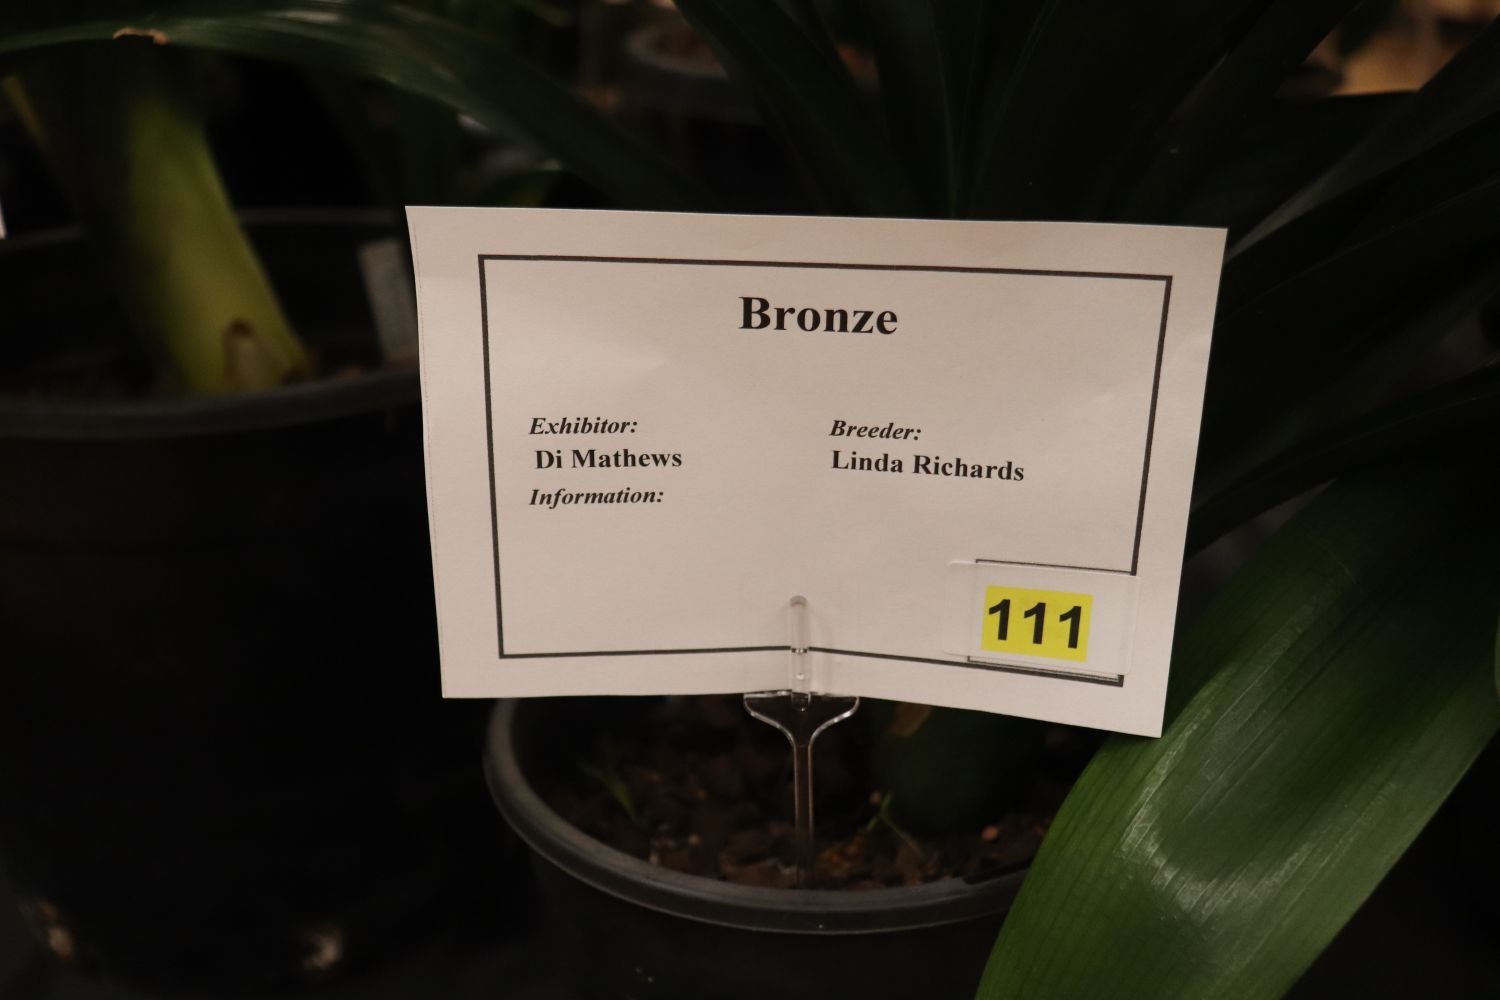 Bronze
Exhibitor:
Di Mathews
Information:
Breeder:
Linda Richards
111